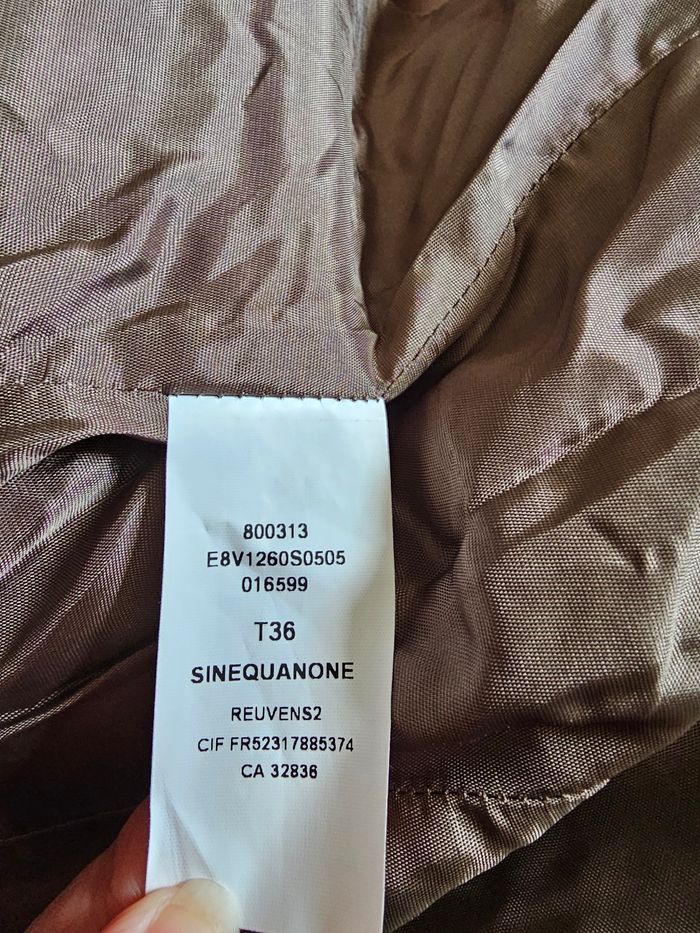 800313
E8V1260S0505
016599
T36
SINEQUANONE
REUVENS2
CIF FR52317885374
CA 32836